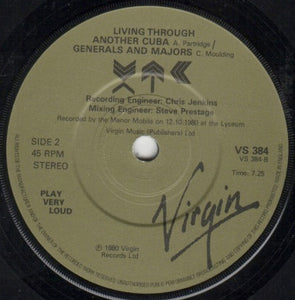 LIVING THROUGH
ANOTHER CUBA A. Partridge/
GENERALS AND MAJORS C. Moulding
Recording Engineer: Chris Jenkins
Mixing Engineer: Steve Prestage
Recorded by the Manor Mobile on 12.10.1980 at the Lyceum
Virgin Music (Publishers) Ltd
SIDE 2
45 RPM
STEREO
VS 384
VS 384-B
Time: 7.25
PLAY
VERY
LOUD
Virgin
℗ 1980 Virgin
Records Ltd